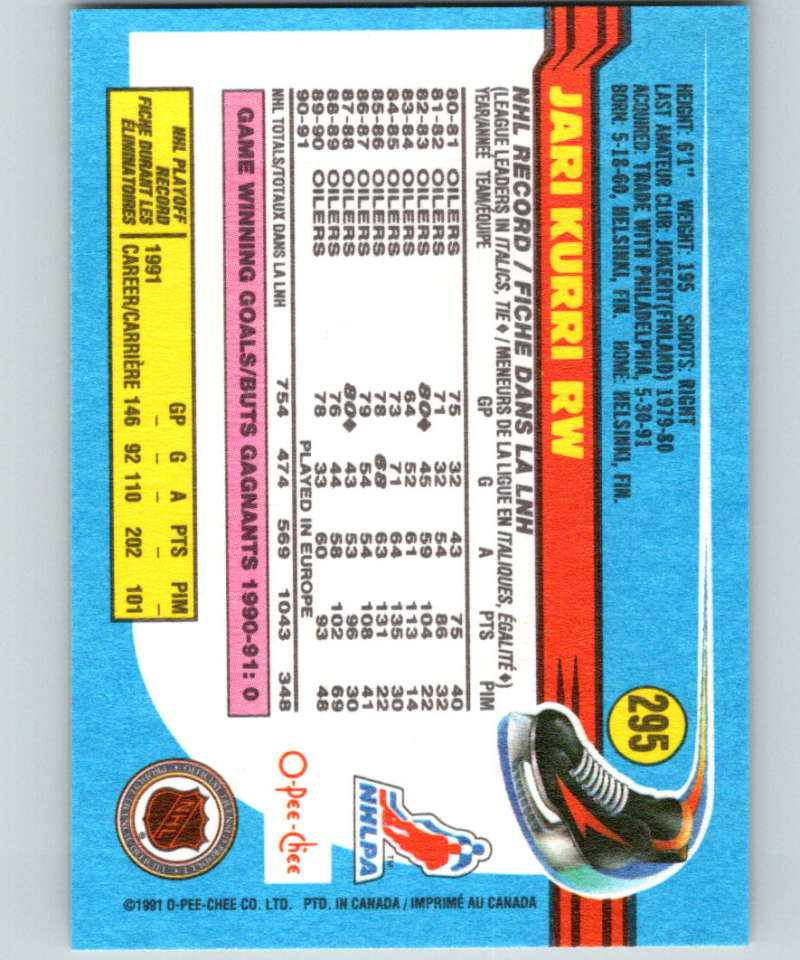 295
HEIGHT: 6'1" WEIGHT: 195 SHOOTS: RIGHT
LAST AMATEUR CLUB: JOKERIT (FINLAND) 1979-80
ACQUIRED: TRADE WITH PHILADELPHIA, 5-30-91
BORN: 5-18-60, HELSINKI, FIN. HOME: HELSINKI, FIN.
JARI KURRI RW
NHL RECORD / FICHE DANS LA LNH
(LEAGUE LEADERS IN ITALICS, TIE♦ / MENEURS DE LA LIGUE EN ITALIQUES, ÉGALITÉ♦)
YEAR/ANNÉE TEAM/ÉQUIPE GP G A PTS PIM
80-81 OILERS 75 32 43 75 40
81-82 OILERS 71 32 54 86 32
82-83 OILERS 80♦ 45 59 104 22
83-84 OILERS 64 52 61 113 14
84-85 OILERS 73 71 64 135 30
85-86 OILERS 78 68 63 131 22
86-87 OILERS 79 54 54 108 41
87-88 OILERS 80♦ 43 53 96 30
88-89 OILERS 76 44 58 102 69
89-90 OILERS 78 33 60 93 48
90-91 PLAYED IN EUROPE
NHL TOTALS/TOTAUX DANS LA LNH 754 474 569 1043 348
GAME WINNING GOALS/BUTS GAGNANTS 1990-91: 0
NHL PLAYOFF RECORD
FICHE DURANT LES ÉLIMINATOIRES
GP G A PTS PIM
1991 – – – – –
CAREER/CARRIÈRE 146 92 110 202 101
NHLPA
TM
O-Pee-Chee
NHL
©1991 O-PEE-CHEE CO. LTD. PTD. IN CANADA / IMPRIMÉ AU CANADA